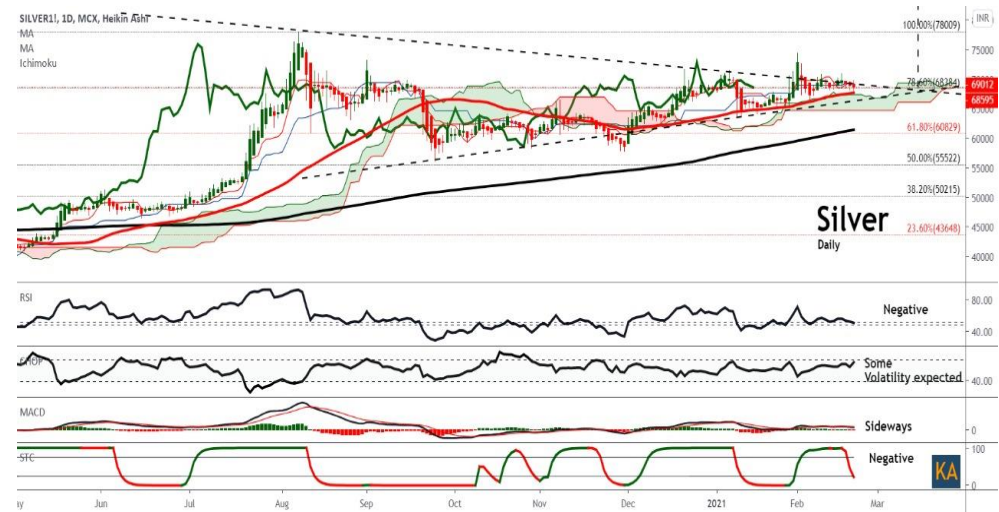 SILVER1!, 1D, MCX, Heikin Ashi
MA
MA
Ichimoku
INR
100.00%(78009)
75000
78.60%(68284)
69012
68595
61.80%(60829)
60000
55000
50.00%(55522)
50000
38.20%(50215)
45000
23.60%(43648)
40000
Silver
Daily
RSI
Negative
80.00
40.00
CHOP
Some
Volatility expected
40.00
MACD
Sideways
0
STC
Negative
100
0
KA
Jun
Jul
Aug
Sep
Oct
Nov
Dec
2021
Feb
Mar